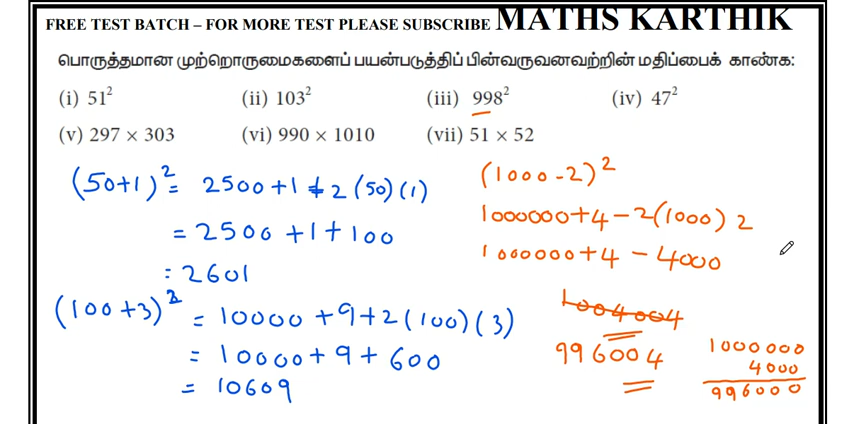 FREE TEST BATCH – FOR MORE TEST PLEASE SUBSCRIBE MATHS KARTHIK
பொருத்தமான முற்றொருமைகளைப் பயன்படுத்திப் பின்வருவனவற்றின் மதிப்பைக் காண்க:
(i) 51² (ii) 103² (iii) 998² (iv) 47²
(v) 297 × 303 (vi) 990 × 1010 (vii) 51 × 52
(50+1)² = 2500+1+2(50)(1)
= 2500 +1+100
= 2601
(100+3)² = 10000 +9+2(100)(3)
= 10000+9+600
= 10609
(1000-2)²
1000000+4-2(1000)2
1000000+4-4000
1004004
996004
1000000
4000
996000